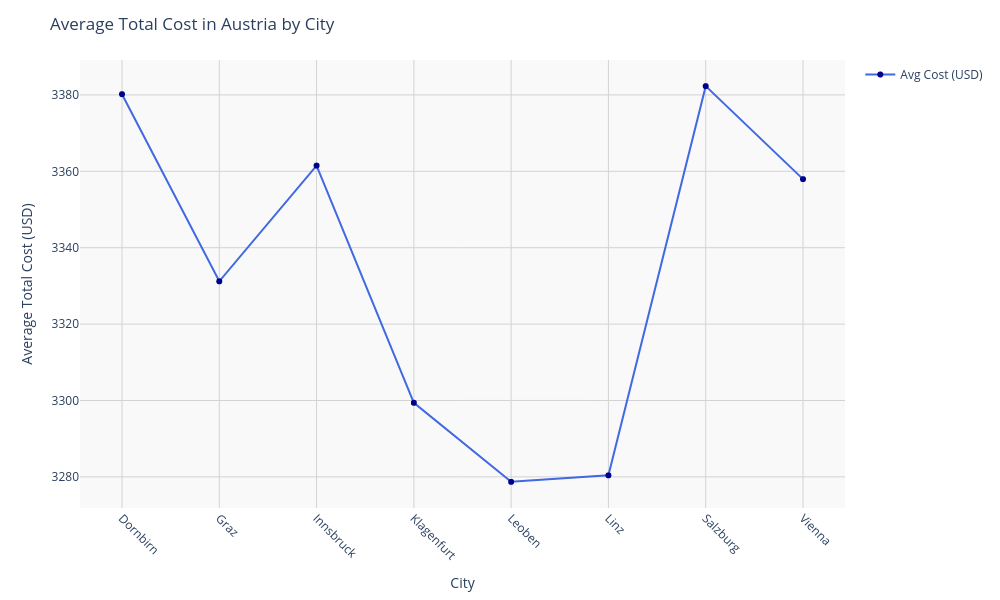 Average Total Cost in Austria by City
Avg Cost (USD)
Average Total Cost (USD)
3380
3360
3340
3320
3300
3280
Dornbirn
Graz
Innsbruck
Klagenfurt
Leoben
Linz
Salzburg
Vienna
City